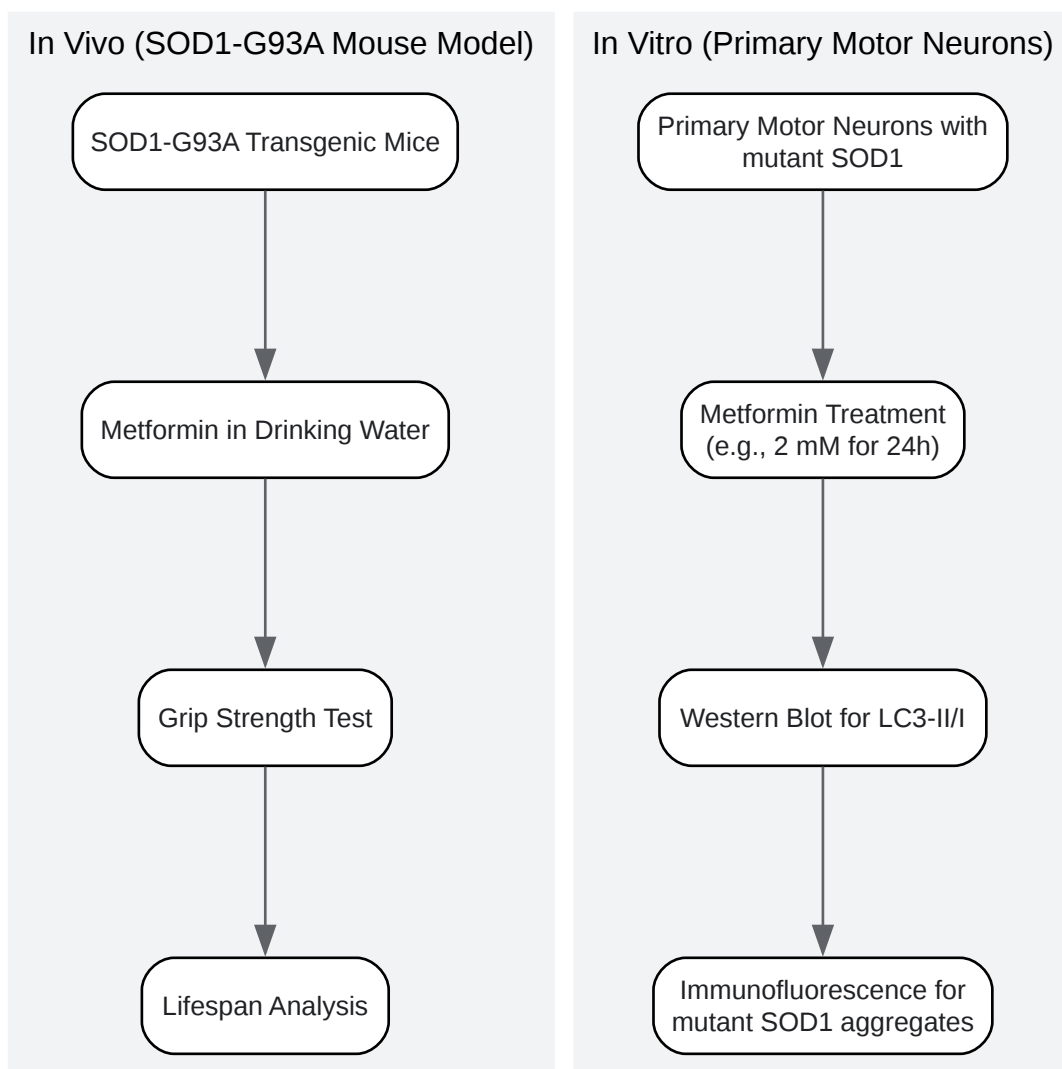 In Vivo (SOD1-G93A Mouse Model)
SOD1-G93A Transgenic Mice
Metformin in Drinking Water
Grip Strength Test
Lifespan Analysis
In Vitro (Primary Motor Neurons)
Primary Motor Neurons with
mutant SOD1
Metformin Treatment
(e.g., 2 mM for 24h)
Western Blot for LC3-II/I
Immunofluorescence for
mutant SOD1 aggregates